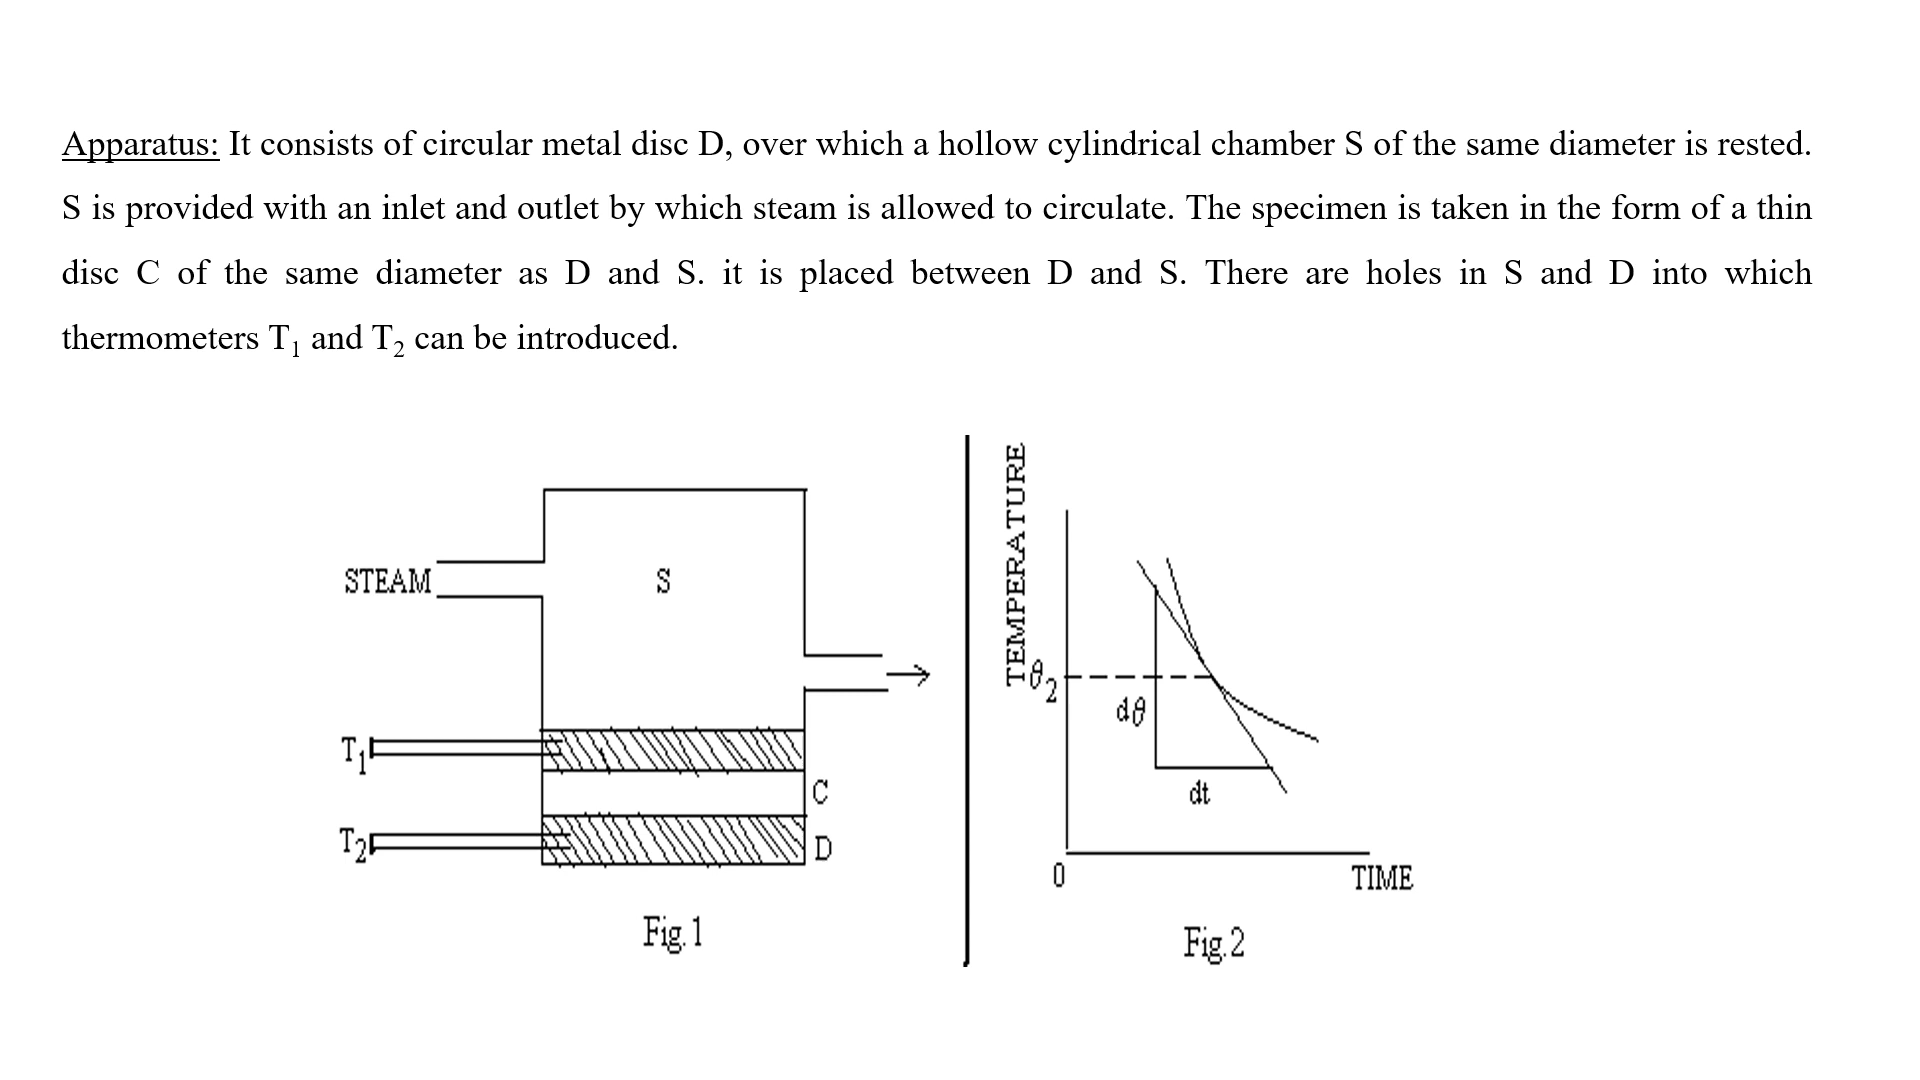 Apparatus: It consists of circular metal disc D, over which a hollow cylindrical chamber S of the same diameter is rested.
S is provided with an inlet and outlet by which steam is allowed to circulate. The specimen is taken in the form of a thin
disc C of the same diameter as D and S. it is placed between D and S. There are holes in S and D into which
thermometers T₁ and T₂ can be introduced.
STEAM
S
T₁
C
T₂
D
Fig.1
TEMPERATURE
θ₂
dθ
dt
0
TIME
Fig.2